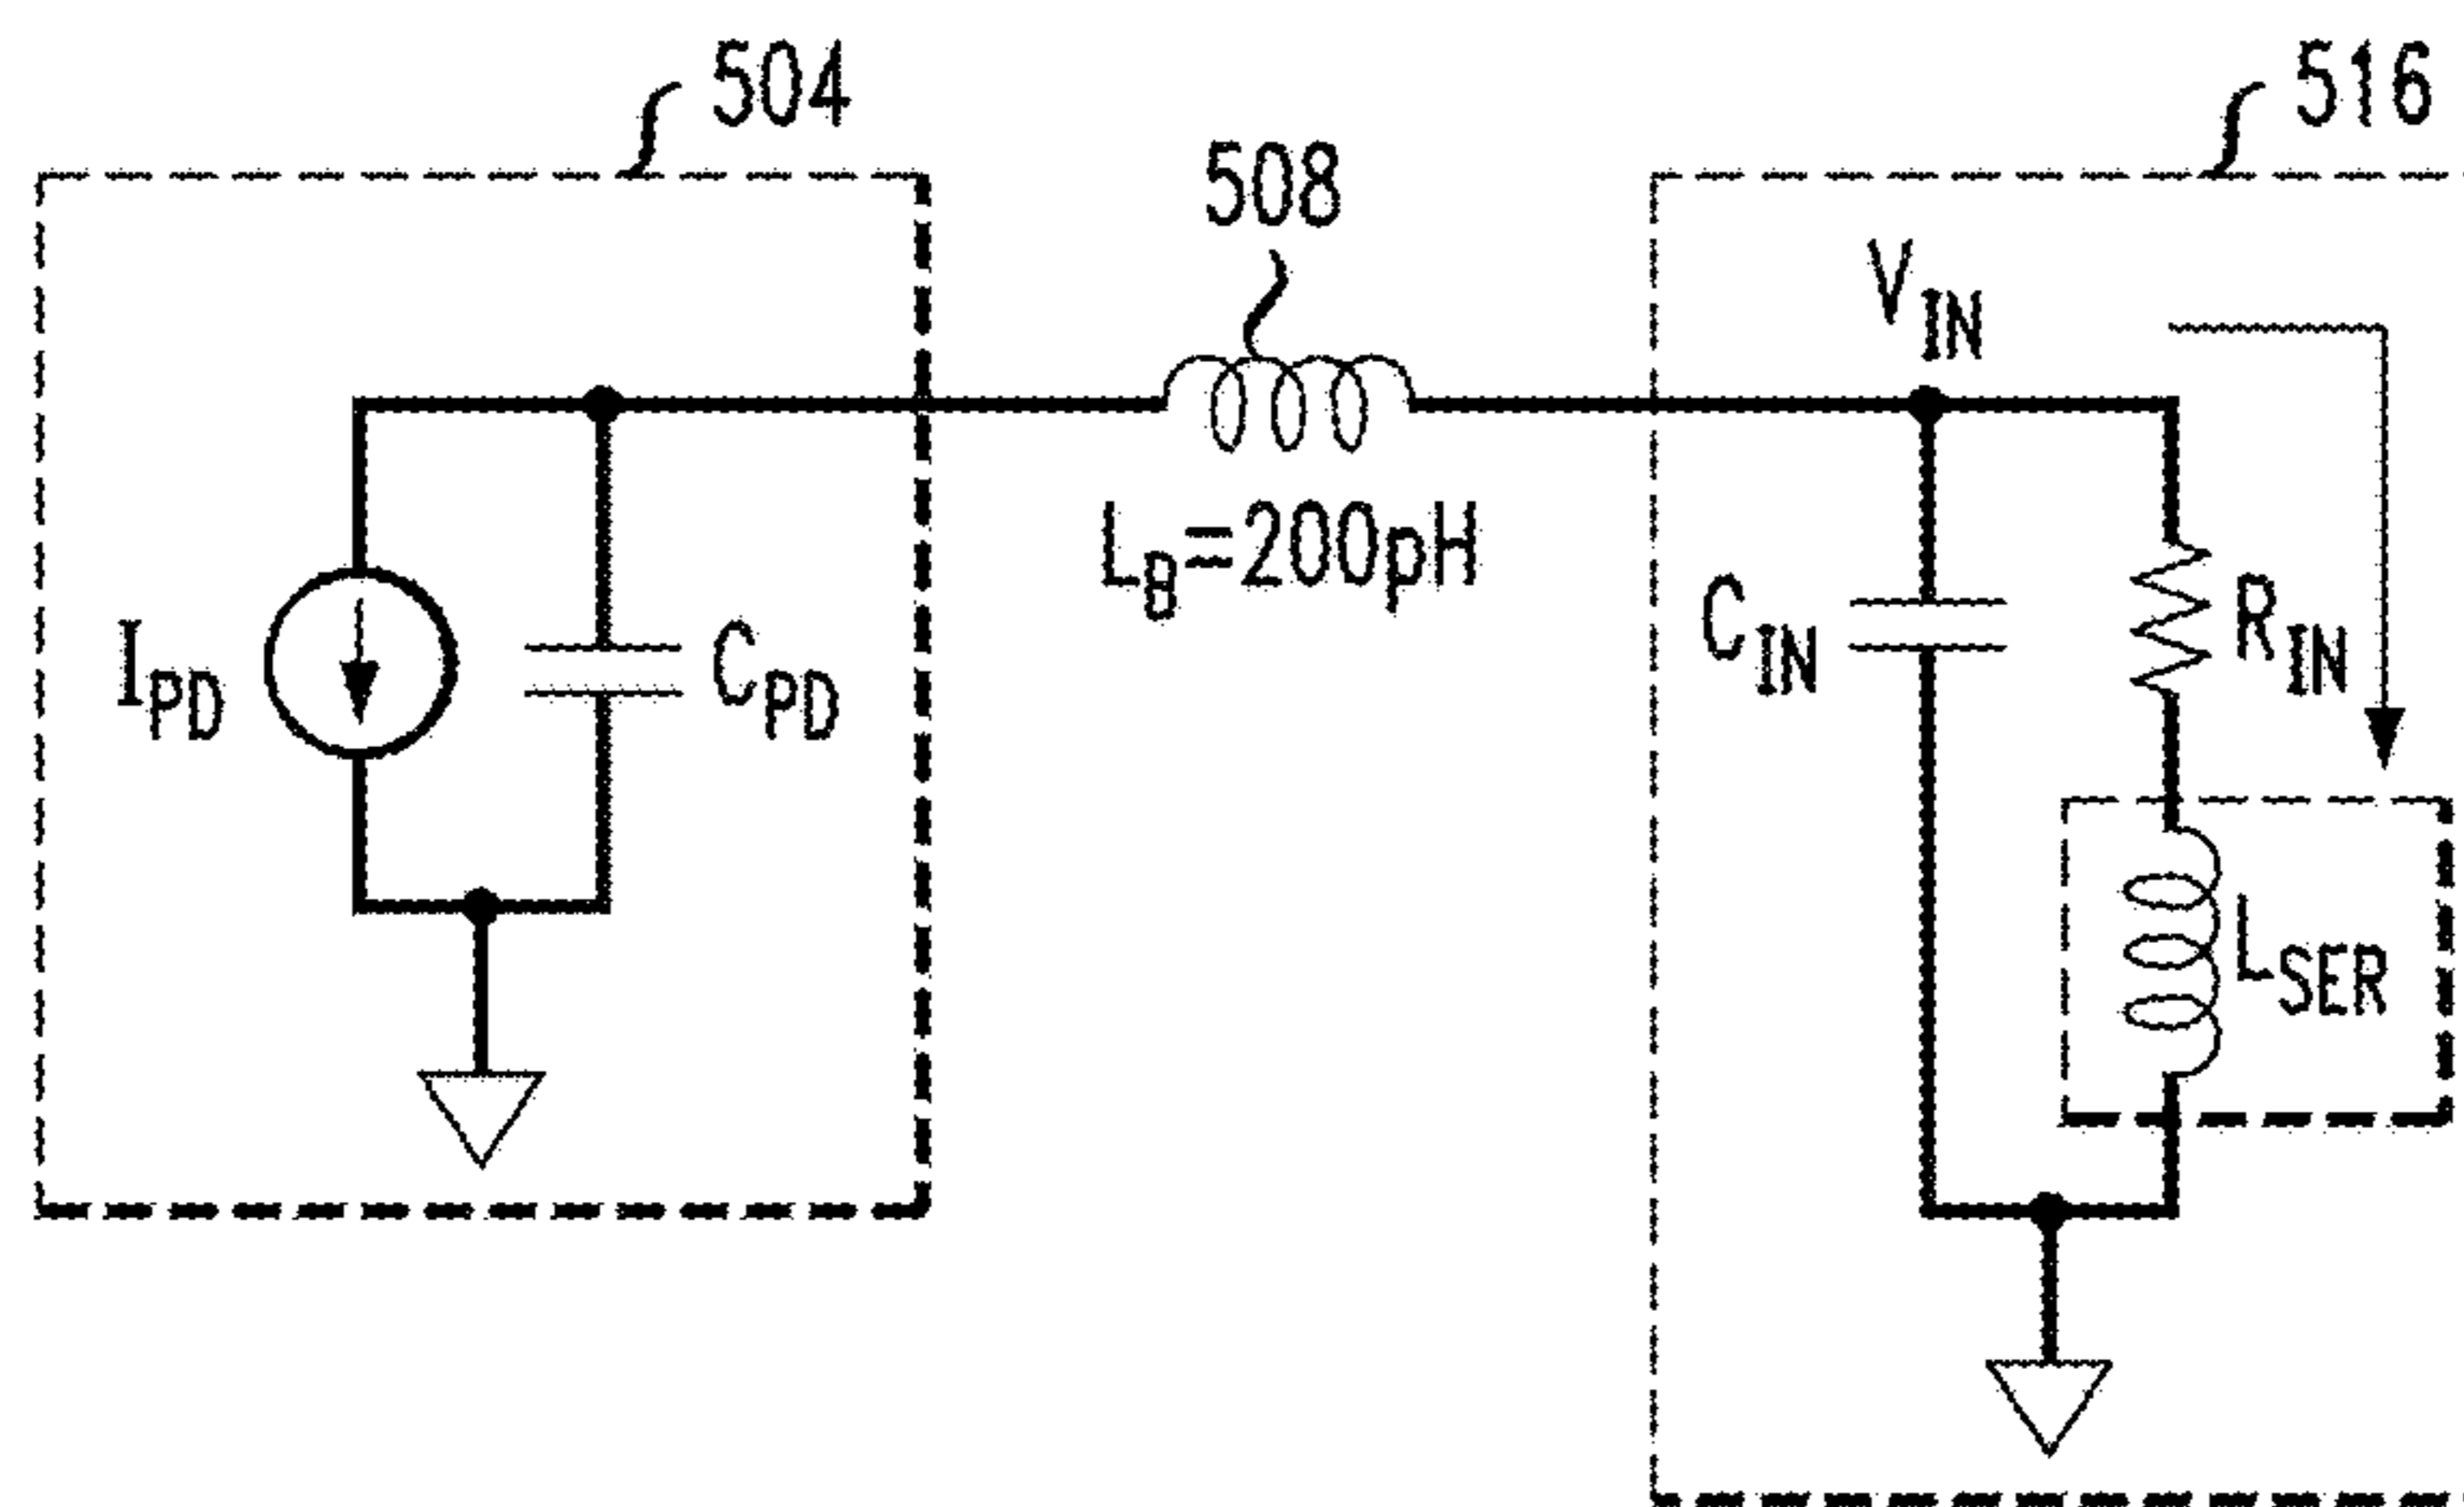 504
516
508
V_IN
L_B=200pH
I_PD
C_PD
C_IN
R_IN
L_SER